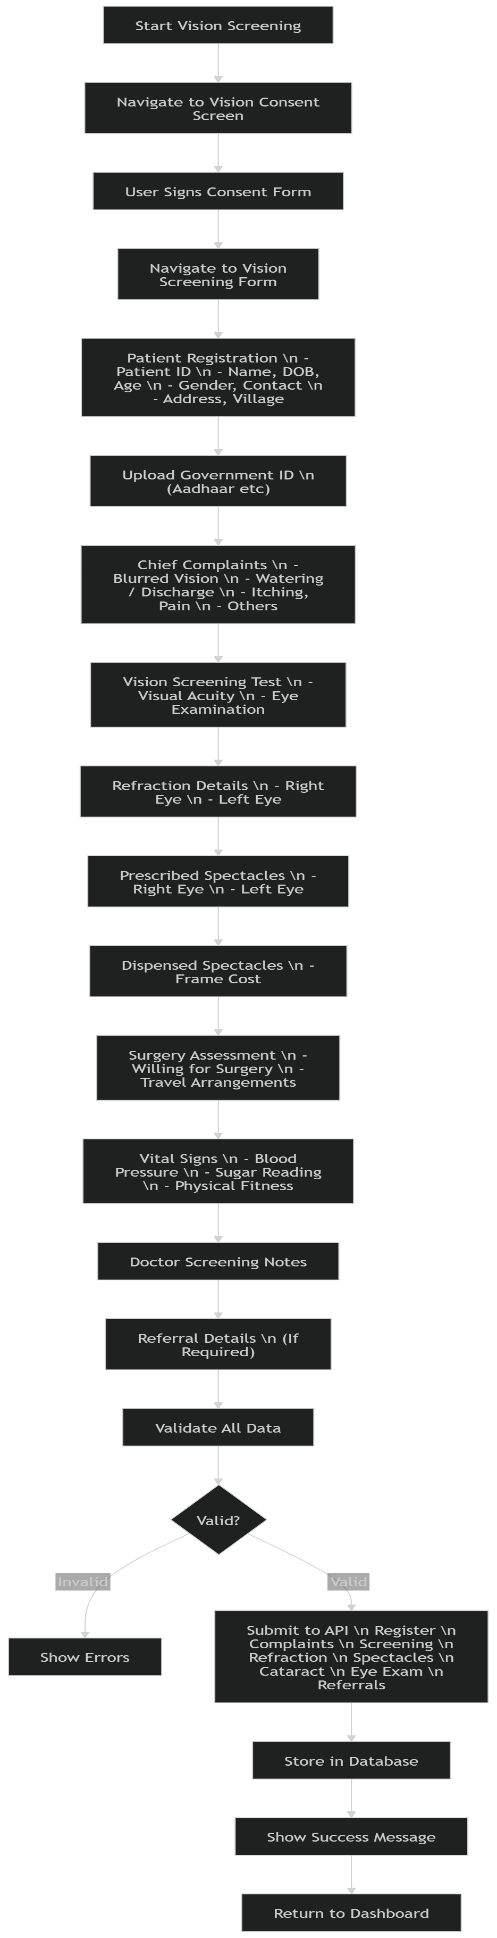 Start Vision Screening
Navigate to Vision Consent
Screen
User Signs Consent Form
Navigate to Vision
Screening Form
Patient Registration \n -
Patient ID \n - Name, DOB,
Age \n - Gender, Contact \n
- Address, Village
Upload Government ID \n
(Aadhaar etc)
Chief Complaints \n -
Blurred Vision \n - Watering
/ Discharge \n - Itching,
Pain \n - Others
Vision Screening Test \n -
Visual Acuity \n - Eye
Examination
Refraction Details \n - Right
Eye \n - Left Eye
Prescribed Spectacles \n -
Right Eye \n - Left Eye
Dispensed Spectacles \n -
Frame Cost
Surgery Assessment \n -
Willing for Surgery \n -
Travel Arrangements
Vital Signs \n - Blood
Pressure \n - Sugar Reading
\n - Physical Fitness
Doctor Screening Notes
Referral Details \n (If
Required)
Validate All Data
Valid?
Invalid
Valid
Show Errors
Submit to API \n Register \n
Complaints \n Screening \n
Refraction \n Spectacles \n
Cataract \n Eye Exam \n
Referrals
Store in Database
Show Success Message
Return to Dashboard